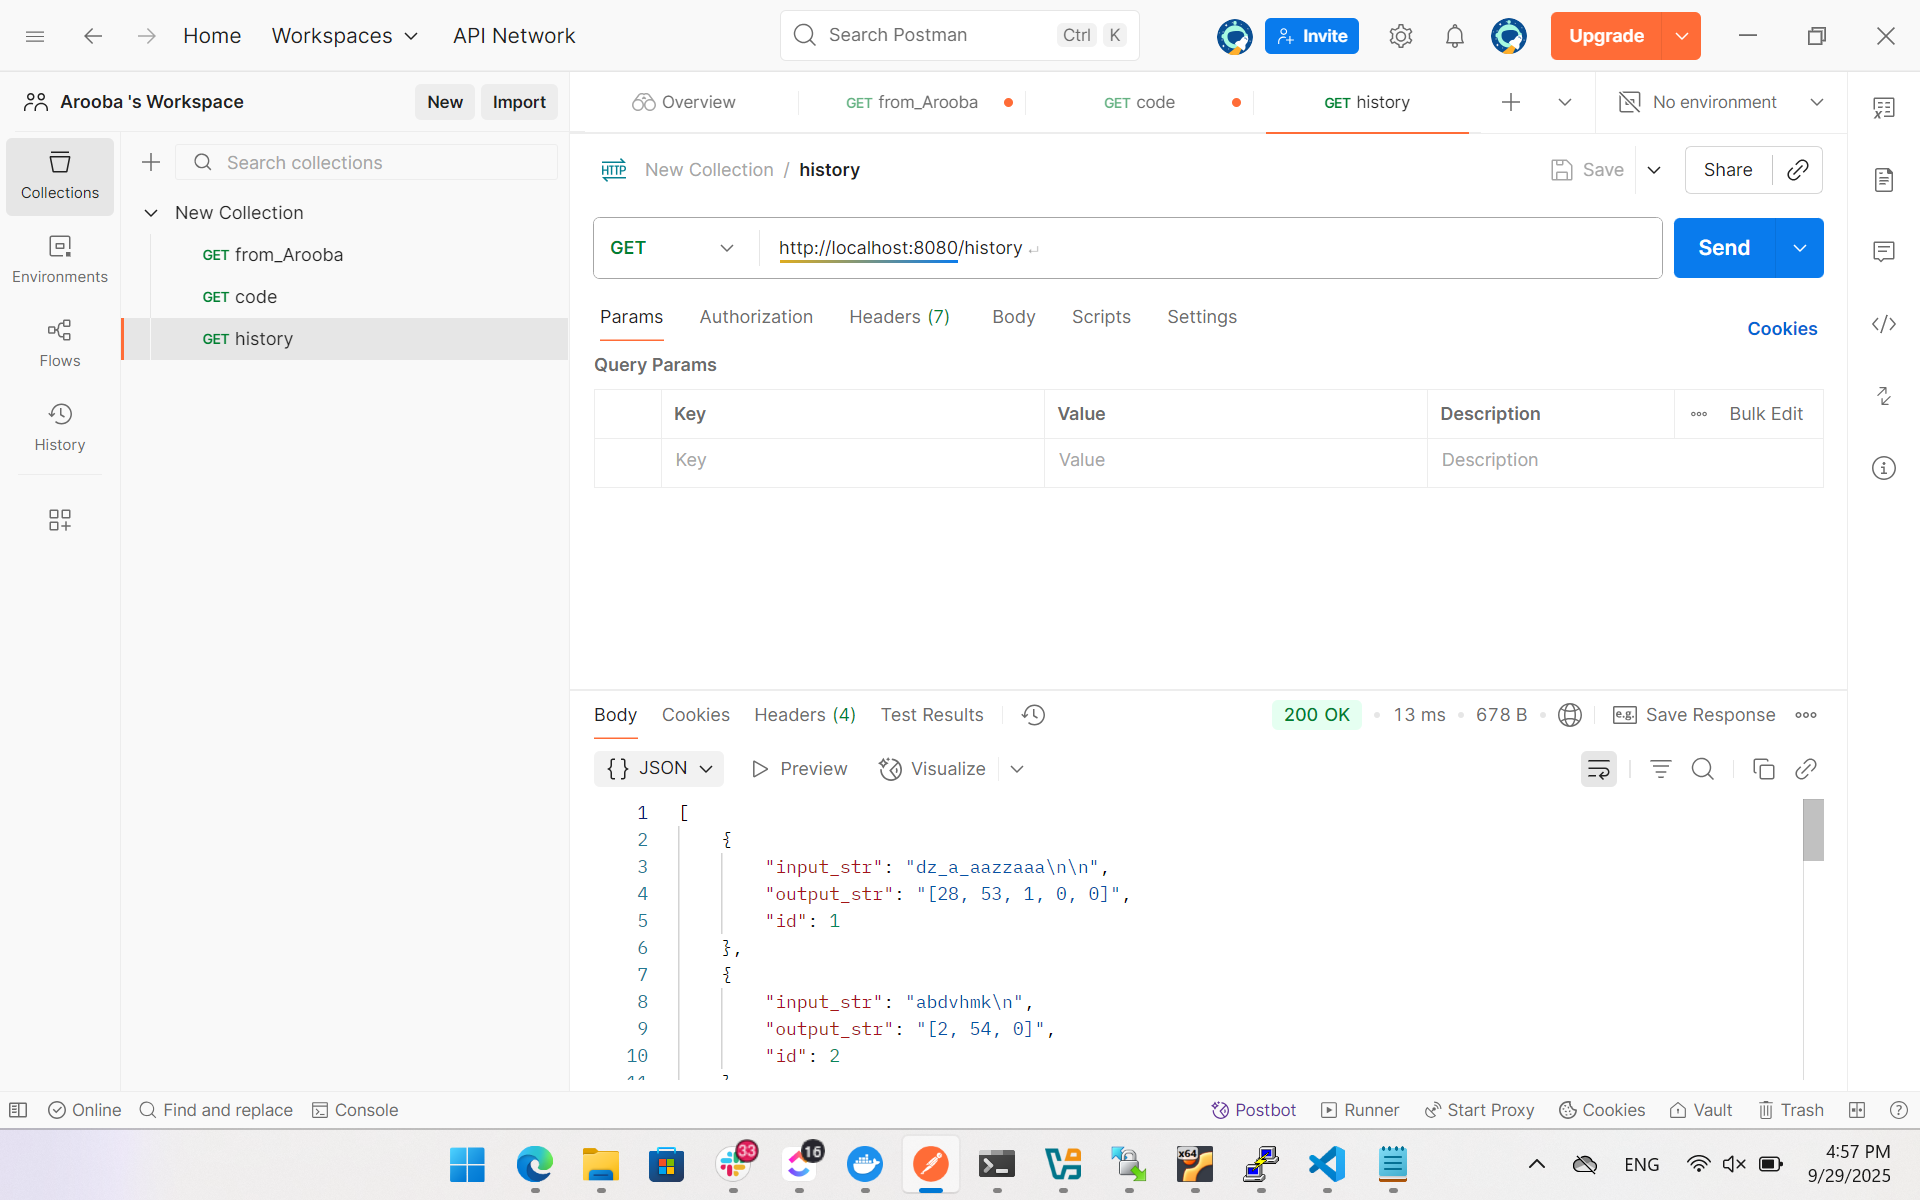 Home Workspaces API Network Search Postman Ctrl K Invite Upgrade
Arooba 's Workspace New Import
Overview GET from_Arooba GET code GET history No environment
Collections
Search collections
New Collection
GET from_Arooba
GET code
GET history
Environments
Flows
History
HTTP New Collection / history Save Share
GET http://localhost:8080/history Send
Params Authorization Headers (7) Body Scripts Settings Cookies
Query Params
Key Value Description Bulk Edit
Key Value Description
Body Cookies Headers (4) Test Results 200 OK 13 ms 678 B e.g. Save Response
{} JSON Preview Visualize
1 [
2 {
3 "input_str": "dz_a_aazzaaa\n\n",
4 "output_str": "[28, 53, 1, 0, 0]",
5 "id": 1
6 },
7 {
8 "input_str": "abdvhmk\n",
9 "output_str": "[2, 54, 0]",
10 "id": 2
Online Find and replace Console Postbot Runner Start Proxy Cookies Vault Trash
33 16 x64 ENG 4:57 PM
9/29/2025